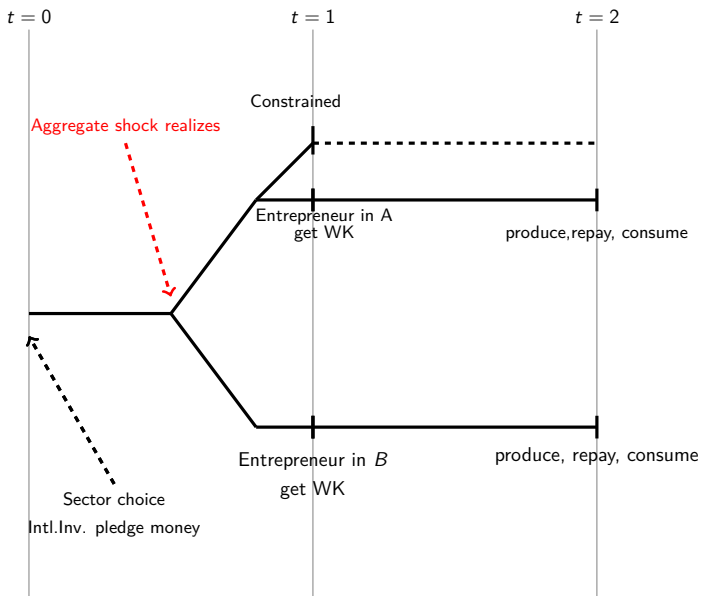 t = 0
t = 1
t = 2
Constrained
Aggregate shock realizes
Entrepreneur in A
get WK
produce,repay, consume
Entrepreneur in B
get WK
produce, repay, consume
Sector choice
Intl.Inv. pledge money